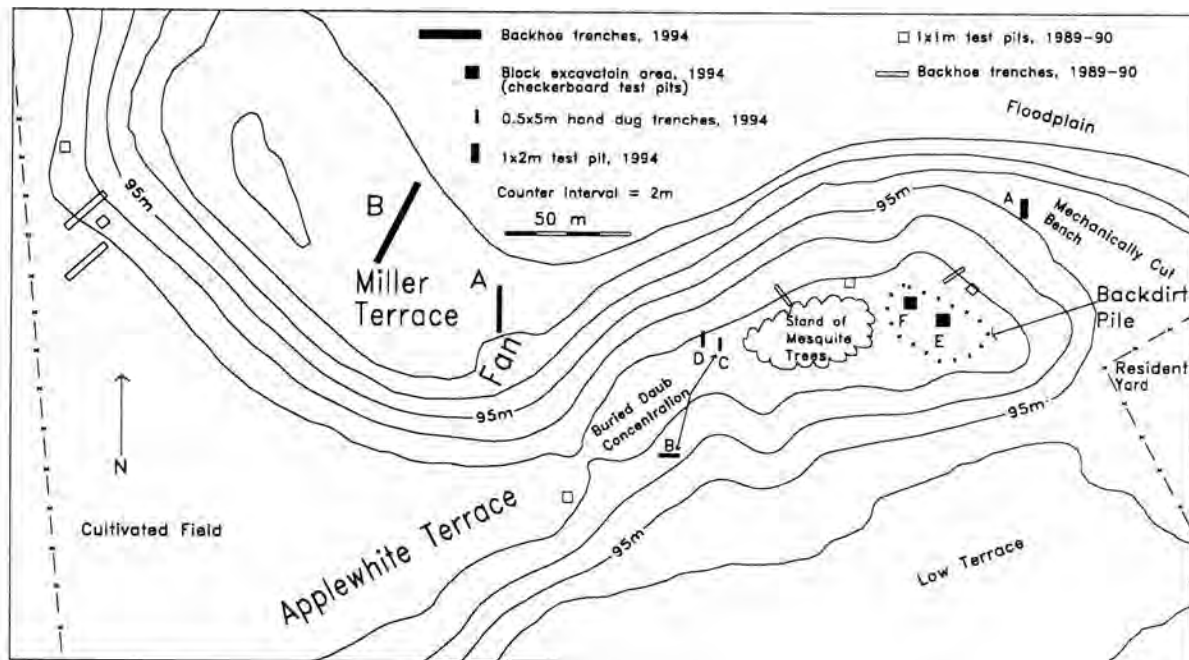 Backhoe trenches, 1994
Block excavatoin area, 1994
(checkerboard test pits)
0.5x5m hand dug trenches, 1994
1x2m test pit, 1994
Counter Interval = 2m
50 m
1x1m test pits, 1989-90
Backhoe trenches, 1989-90
Floodplain
95m
B
Miller
Terrace
A
Fan
95m
A
Mechanically Cut
Bench
95m
Backdirt
Pile
Stand of
Mesquite
Trees
F
E
D
C
Resident
Yard
95m
Buried Daub
Concentration
B
95m
N
Cultivated Field
Applewhite Terrace
Low Terrace